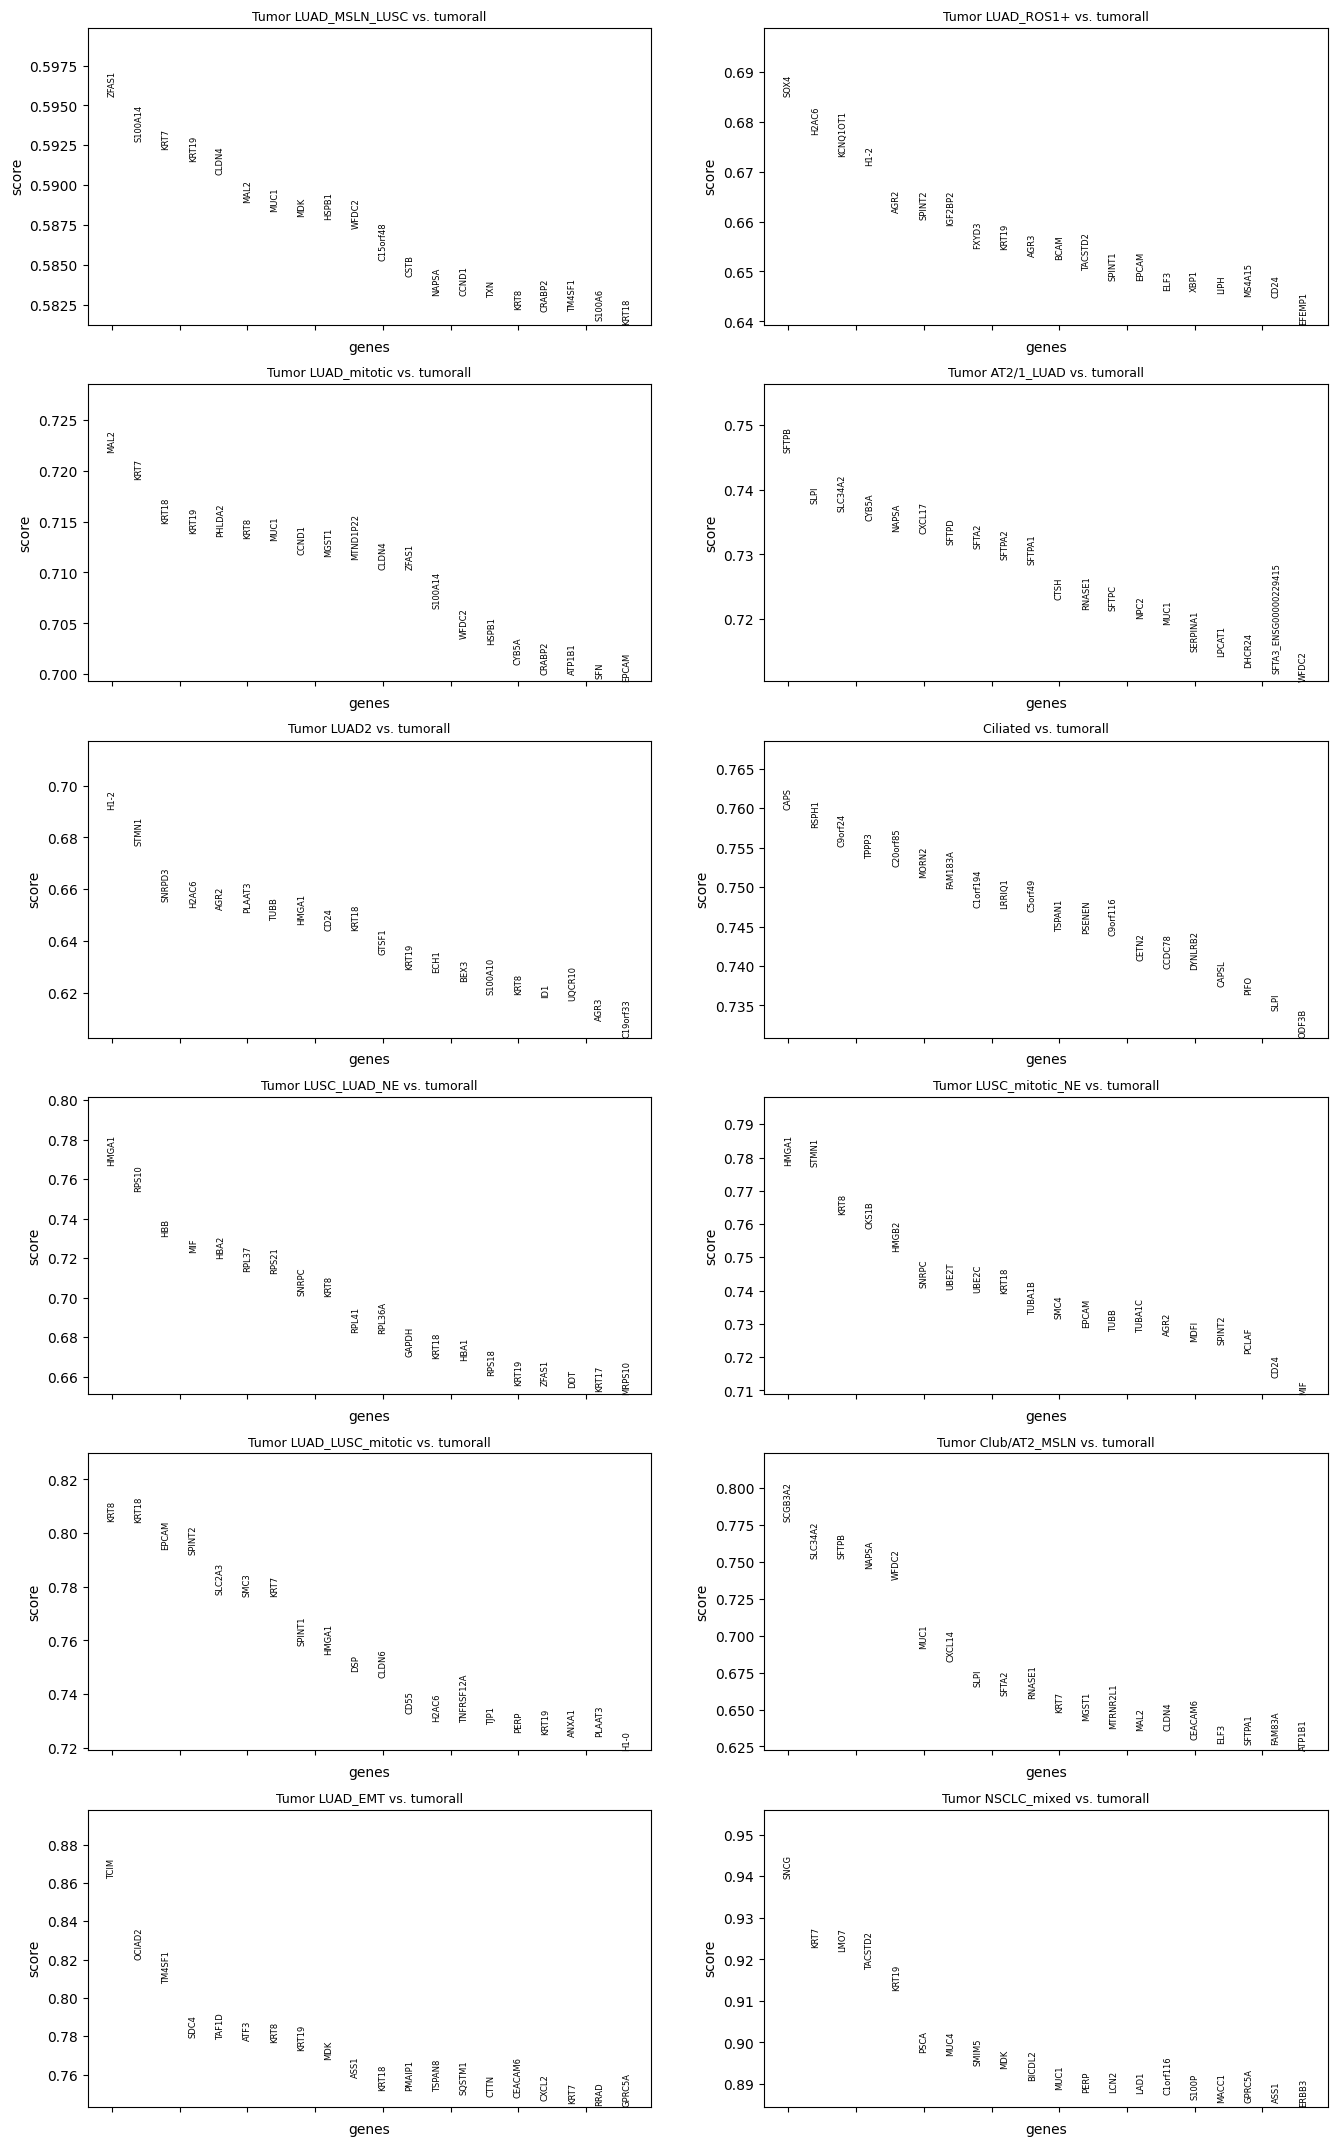 Tumor LUAD_MSLN_LUSC vs. tumorall
score
0.5975
0.5950
0.5925
0.5900
0.5875
0.5850
0.5825
ZFAS1
S100A14
KRT7
KRT19
CLDN4
MAL2
MUC1
MDK
HSPB1
WFDC2
C15orf48
CSTB
NAPSA
CCND1
TXN
KRT8
CRABP2
TM4SF1
S100A6
KRT18
genes
Tumor LUAD_ROS1+ vs. tumorall
score
0.69
0.68
0.67
0.66
0.65
0.64
SOX4
H2AC6
KCNQ1OT1
H1-2
AGR2
SPINT2
IGF2BP2
FXYD3
KRT19
AGR3
BCAM
TACSTD2
SPINT1
EPCAM
ELF3
XBP1
LIPH
MS4A15
CD24
EFEMP1
genes
Tumor LUAD_mitotic vs. tumorall
score
0.725
0.720
0.715
0.710
0.705
0.700
MAL2
KRT7
KRT18
KRT19
PHLDA2
KRT8
MUC1
CCND1
MGST1
MTND1P22
CLDN4
ZFAS1
S100A14
WFDC2
HSPB1
CYB5A
CRABP2
ATP1B1
SFN
EPCAM
genes
Tumor AT2/1_LUAD vs. tumorall
score
0.75
0.74
0.73
0.72
SFTPB
SLPI
SLC34A2
CYB5A
NAPSA
CXCL17
SFTPD
SFTA2
SFTPA2
SFTPA1
CTSH
RNASE1
SFTPC
NPC2
MUC1
SERPINA1
LPCAT1
DHCR24
SFTA3_ENSG00000229415
WFDC2
genes
Tumor LUAD2 vs. tumorall
score
0.70
0.68
0.66
0.64
0.62
H1-2
STMN1
SNRPD3
H2AC6
AGR2
PLAAT3
TUBB
HMGA1
CD24
KRT18
GTSF1
KRT19
ECH1
BEX3
S100A10
KRT8
ID1
UQCR10
AGR3
C19orf33
genes
Ciliated vs. tumorall
score
0.765
0.760
0.755
0.750
0.745
0.740
0.735
CAPS
RSPH1
C9orf24
TPPP3
C20orf85
MORN2
FAM183A
C1orf194
LRRIQ1
C5orf49
TSPAN1
PSENEN
C9orf116
CETN2
CCDC78
DYNLRB2
CAPSL
PIFO
SLPI
ODF3B
genes
Tumor LUSC_LUAD_NE vs. tumorall
score
0.80
0.78
0.76
0.74
0.72
0.70
0.68
0.66
HMGA1
RPS10
HBB
MIF
HBA2
RPL37
RPS21
SNRPC
KRT8
RPL41
RPL36A
GAPDH
KRT18
HBA1
RPS18
KRT19
ZFAS1
DDT
KRT17
MRPS10
genes
Tumor LUSC_mitotic_NE vs. tumorall
score
0.79
0.78
0.77
0.76
0.75
0.74
0.73
0.72
0.71
HMGA1
STMN1
KRT8
CKS1B
HMGB2
SNRPC
UBE2T
UBE2C
KRT18
TUBA1B
SMC4
EPCAM
TUBB
TUBA1C
AGR2
MDFI
SPINT2
PCLAF
CD24
MIF
genes
Tumor LUAD_LUSC_mitotic vs. tumorall
score
0.82
0.80
0.78
0.76
0.74
0.72
KRT8
KRT18
EPCAM
SPINT2
SLC2A3
SMC3
KRT7
SPINT1
HMGA1
DSP
CLDN6
CD55
H2AC6
TNFRSF12A
TJP1
PERP
KRT19
ANXA1
PLAAT3
H1-0
genes
Tumor Club/AT2_MSLN vs. tumorall
score
0.800
0.775
0.750
0.725
0.700
0.675
0.650
0.625
SCGB3A2
SLC34A2
SFTPB
NAPSA
WFDC2
MUC1
CXCL14
SLPI
SFTA2
RNASE1
KRT7
MGST1
MTRNR2L1
MAL2
CLDN4
CEACAM6
ELF3
SFTPA1
FAM83A
ATP1B1
genes
Tumor LUAD_EMT vs. tumorall
score
0.88
0.86
0.84
0.82
0.80
0.78
0.76
TCIM
OCIAD2
TM4SF1
SDC4
TAF1D
ATF3
KRT8
KRT19
MDK
ASS1
KRT18
PMAIP1
TSPAN8
SQSTM1
CTTN
CEACAM6
CXCL2
KRT7
RRAD
GPRC5A
genes
Tumor NSCLC_mixed vs. tumorall
score
0.95
0.94
0.93
0.92
0.91
0.90
0.89
SNCG
KRT7
LMO7
TACSTD2
KRT19
PSCA
MUC4
SMIM5
MDK
BICDL2
MUC1
PERP
LCN2
LAD1
C1orf116
S100P
MACC1
GPRC5A
ASS1
ERBB3
genes